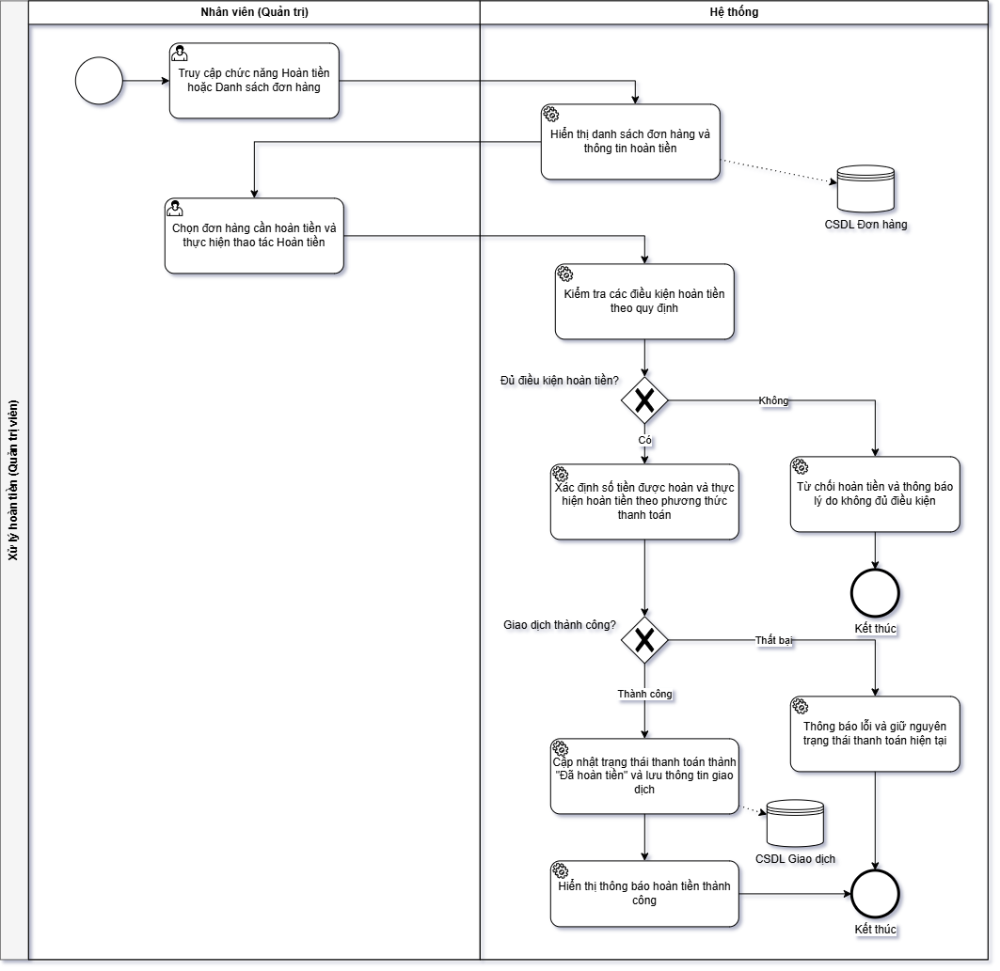 Nhân viên (Quản trị)
Hệ thống
Xử lý hoàn tiền (Quản trị viên)
Truy cập chức năng Hoàn tiền
hoặc Danh sách đơn hàng
Hiển thị danh sách đơn hàng và
thông tin hoàn tiền
CSDL Đơn hàng
Chọn đơn hàng cần hoàn tiền và
thực hiện thao tác Hoàn tiền
Kiểm tra các điều kiện hoàn tiền
theo quy định
Đủ điều kiện hoàn tiền?
Không
Có
Xác định số tiền được hoàn và thực
hiện hoàn tiền theo phương thức
thanh toán
Từ chối hoàn tiền và thông báo
lý do không đủ điều kiện
Kết thúc
Giao dịch thành công?
Thất bại
Thành công
Thông báo lỗi và giữ nguyên
trạng thái thanh toán hiện tại
Cập nhật trạng thái thanh toán thành
"Đã hoàn tiền" và lưu thông tin giao
dịch
CSDL Giao dịch
Hiển thị thông báo hoàn tiền thành
công
Kết thúc